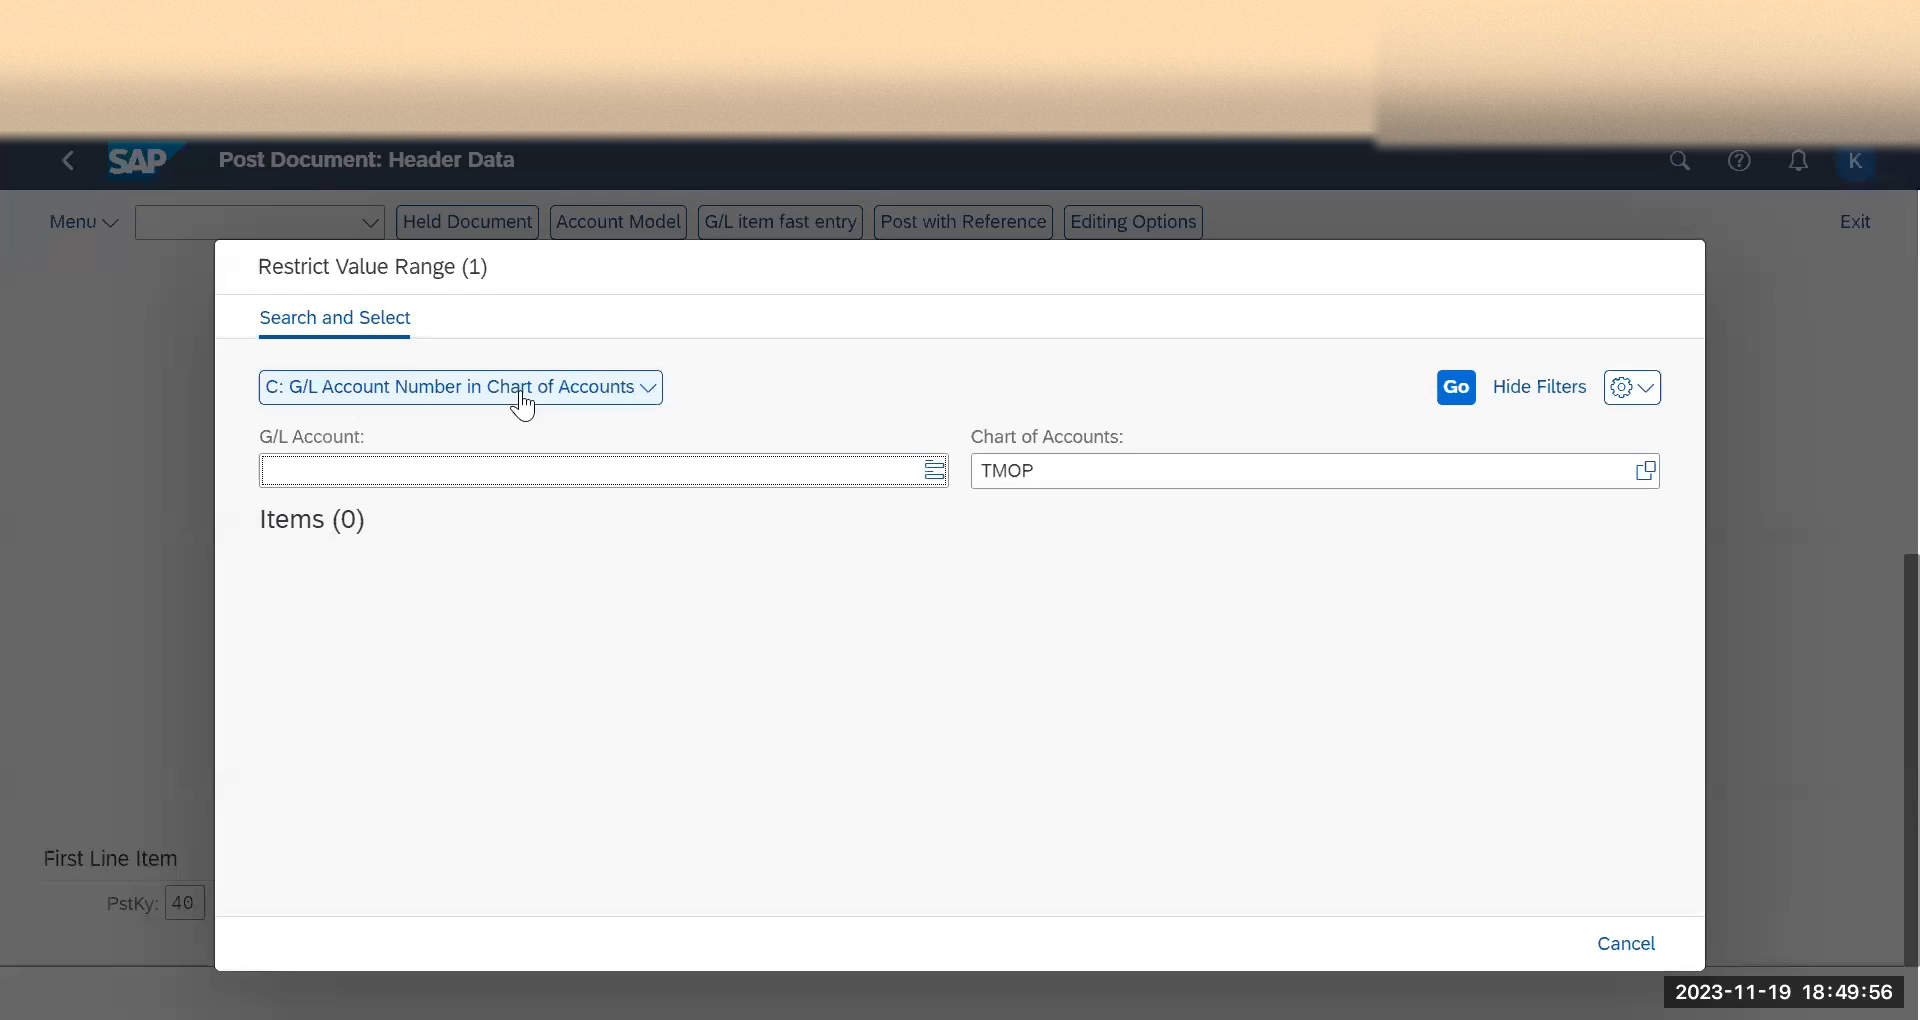 SAP Post Document: Header Data K
Menu Held Document Account Model G/L item fast entry Post with Reference Editing Options Exit
Restrict Value Range (1)
Search and Select
C: G/L Account Number in Chart of Accounts Go Hide Filters
G/L Account: Chart of Accounts:
TMOP
Items (0)
First Line Item
PstKy: 40
Cancel
2023-11-19 18:49:56